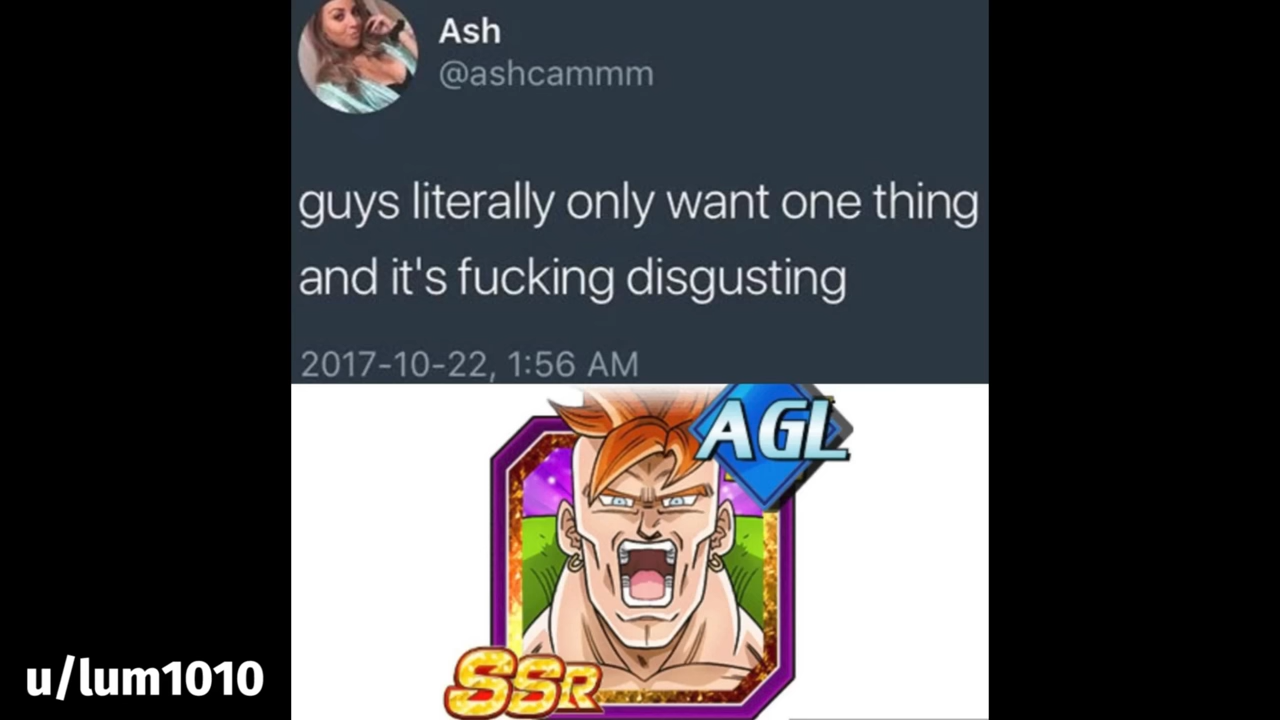 Ash
@ashcammm
guys literally only want one thing
and it's fucking disgusting
2017-10-22, 1:56 AM
AGL
SSR
u/lum1010